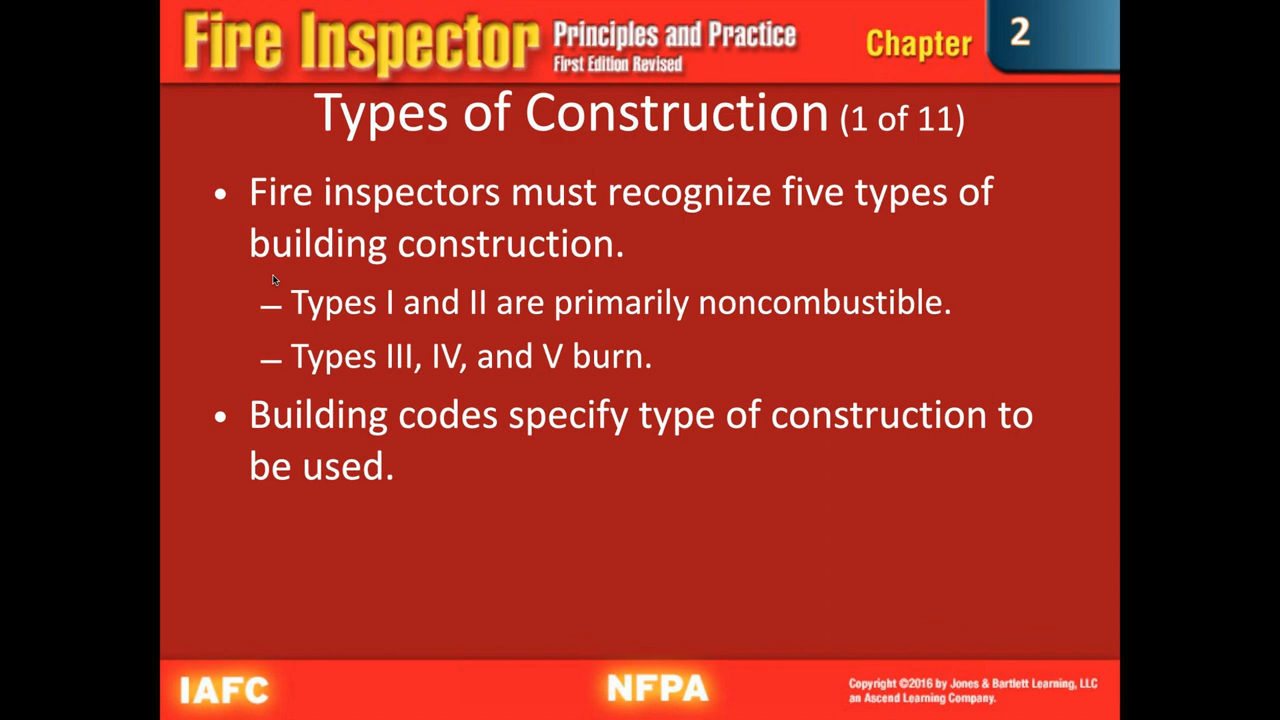 Fire Inspector Principles and Practice
First Edition Revised
Chapter 2
Types of Construction (1 of 11)
• Fire inspectors must recognize five types of
building construction.
– Types I and II are primarily noncombustible.
– Types III, IV, and V burn.
• Building codes specify type of construction to
be used.
IAFC
NFPA
Copyright ©2016 by Jones & Bartlett Learning, LLC
an Ascend Learning Company.